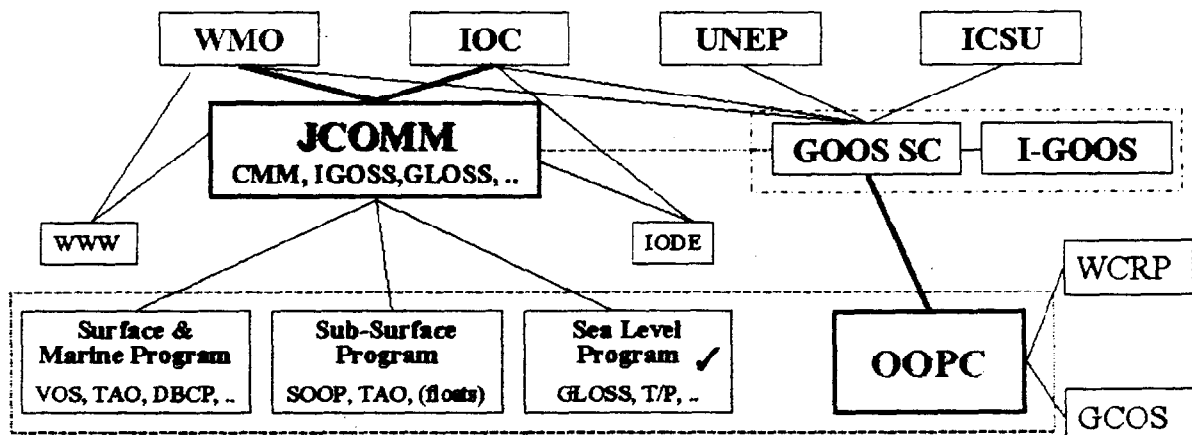 WMO
IOC
UNEP
ICSU
JCOMM
CMM, IGOSS,GLOSS, ..
GOOS SC
I-GOOS
WWW
IODE
WCRP
Surface &
Marine Program
VOS, TAO, DBCP, ..
Sub-Surface
Program
SOOP, TAO, (floats)
Sea Level
Program ✓
GLOSS, T/P, ..
OOPC
GCOS